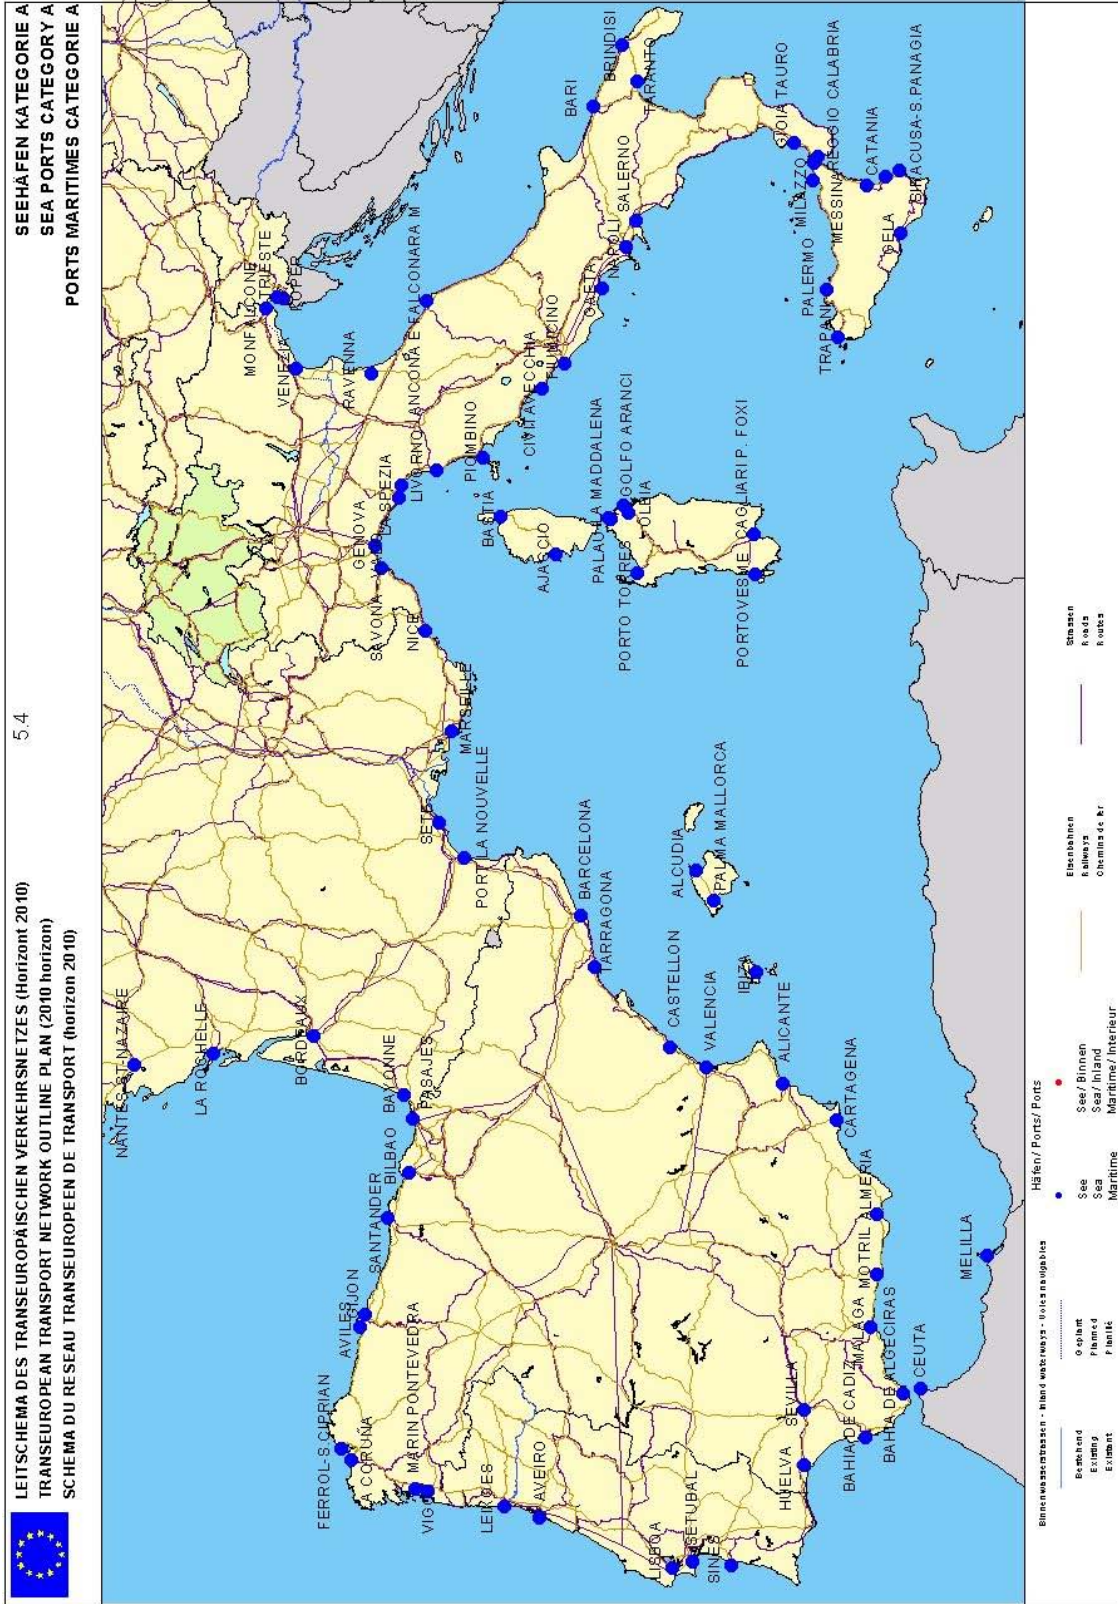 LEITSCHEMA DES TRANSEUROPÄISCHEN VERKEHRSNETZES (Horizont 2010)
TRANSEUROPEAN TRANSPORT NETWORK OUTLINE PLAN (2010 horizon)
SCHEMA DU RESEAU TRANSEUROPEEN DE TRANSPORT (horizon 2010)
5.4
SEEHÄFEN KATEGORIE A
SEA PORTS CATEGORY A
PORTS MARITIMES CATEGORIE A
NANTES-ST-NAZAIRE
LA ROCHELLE
BORDEAUX
BAYONNE
PASAJES
BILBAO
SANTANDER
GIJON
AVILES
FERROL-S.CIPRIAN
LA CORUÑA
MARIN PONTEVEDRA
VIGO
LEIXOES
AVEIRO
LISBOA
SETUBAL
SINES
HUELVA
SEVILLA
BAHIA DE CADIZ
BAHIA DE ALGECIRAS
CEUTA
MALAGA
MOTRIL
ALMERIA
MELILLA
CARTAGENA
ALICANTE
VALENCIA
CASTELLON
IBIZA
PALMA MALLORCA
ALCUDIA
TARRAGONA
BARCELONA
PORT LA NOUVELLE
SETE
MARSEILLE
NICE
SAVONA VADO
GENOVA
LA SPEZIA
LIVORNO
PIOMBINO
BASTIA
AJACCIO
PALAU
LA MADDALENA
GOLFO ARANCI
OLBIA
PORTO TORRES
PORTOVESME
CAGLIARI P. FOXI
CIVITAVECCHIA
FIUMICINO
GAETA
NAPOLI
SALERNO
ANCONA E FALCONARA M
RAVENNA
VENEZIA
MONFALCONE
TRIESTE
KOPER
BARI
BRINDISI
TARANTO
GIOIA TAURO
REGGIO CALABRIA
MESSINA
MILAZZO
PALERMO
TRAPANI
GELA
CATANIA
SIRACUSA-S.PANAGIA
Binnenwasserstrassen - Inland waterways - Voies navigables
Bestehend
Existing
Existant
Geplant
Planned
Planifié
Häfen/ Ports/ Ports
See
Sea
Maritime
See/ Binnen
Sea/ Inland
Maritime/ Interieur
Eisenbahnen
Railways
Chemins de fer
Strassen
Roads
Routes